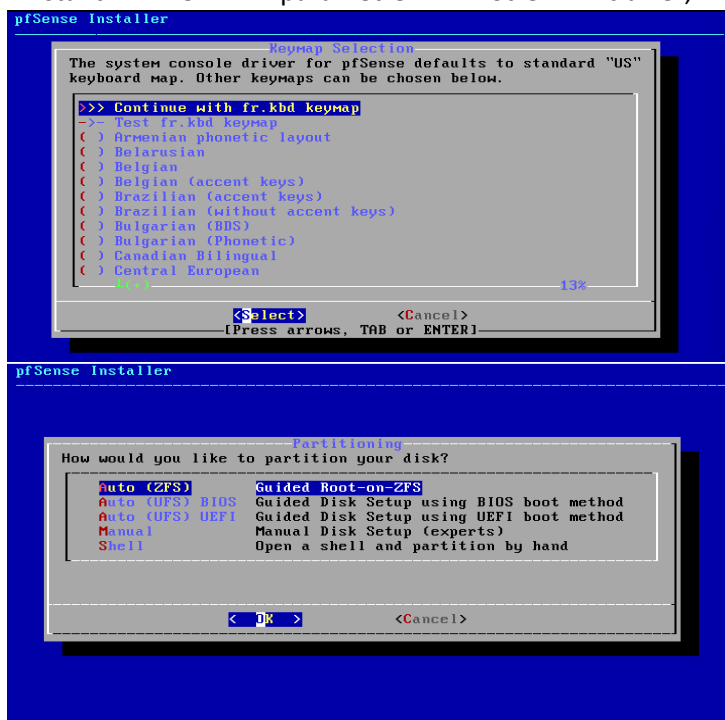 pfSense Installer
Keymap Selection
The system console driver for pfSense defaults to standard "US"
keyboard map. Other keymaps can be chosen below.
>>> Continue with fr.kbd keymap
->- Test fr.kbd keymap
( ) Armenian phonetic layout
( ) Belarusian
( ) Belgian
( ) Belgian (accent keys)
( ) Brazilian (accent keys)
( ) Brazilian (without accent keys)
( ) Bulgarian (BDS)
( ) Bulgarian (Phonetic)
( ) Canadian Bilingual
( ) Central European
(+) 13%
<Select> <Cancel>
[Press arrows, TAB or ENTER]
pfSense Installer
Partitioning
How would you like to partition your disk?
Auto (ZFS) Guided Root-on-ZFS
Auto (UFS) BIOS Guided Disk Setup using BIOS boot method
Auto (UFS) UEFI Guided Disk Setup using UEFI boot method
Manual Manual Disk Setup (experts)
Shell Open a shell and partition by hand
< OK > <Cancel>